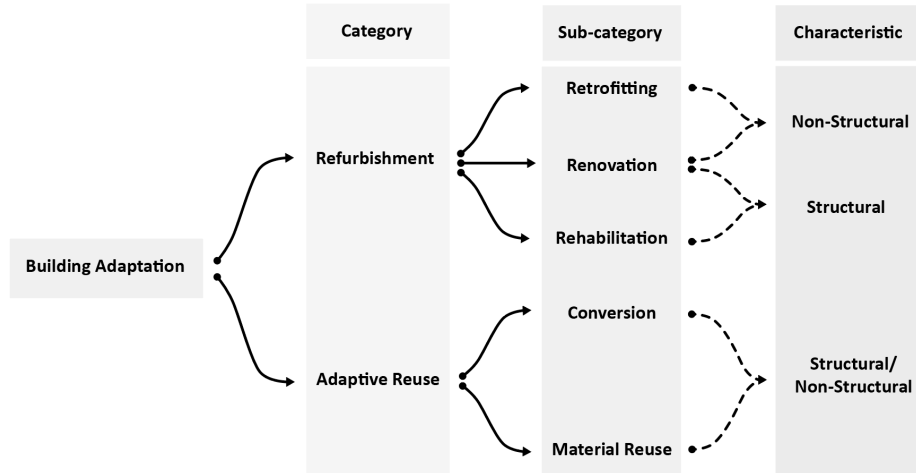 Category
Sub-category
Characteristic
Retrofitting
Non-Structural
Refurbishment
Renovation
Structural
Rehabilitation
Building Adaptation
Conversion
Adaptive Reuse
Structural/
Non-Structural
Material Reuse